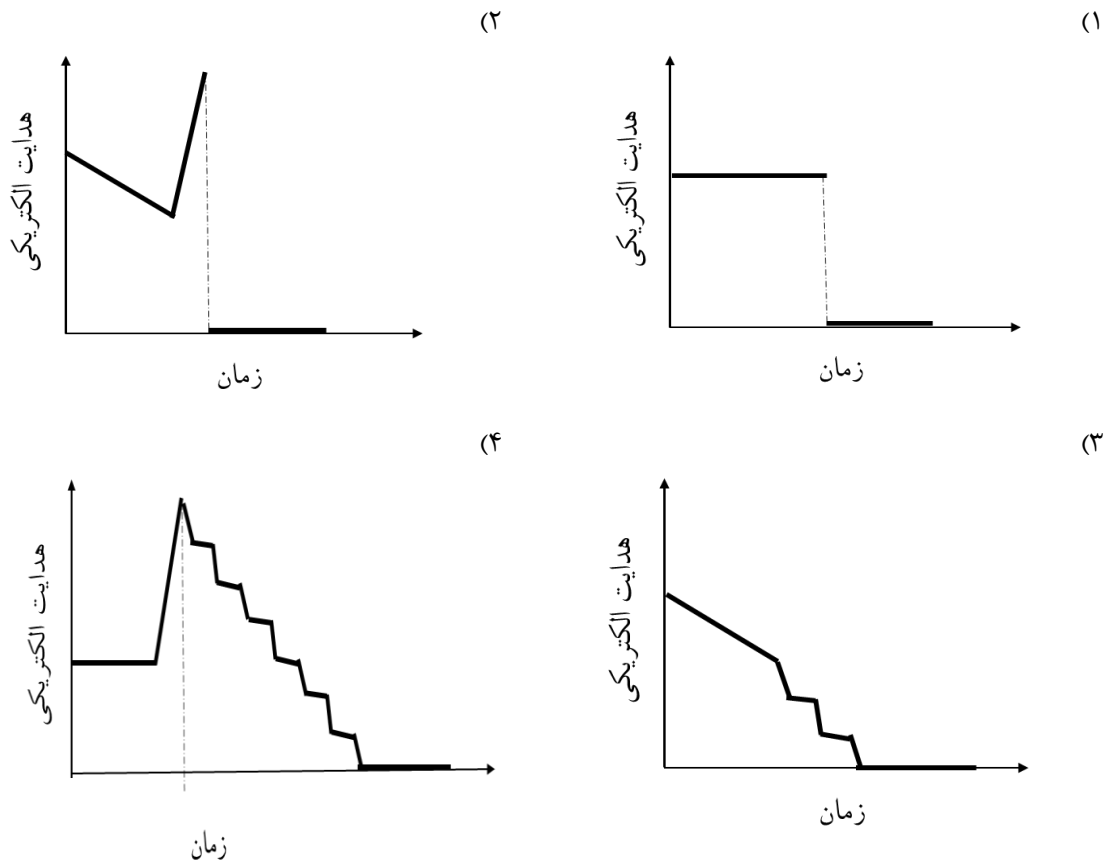 ۱)
هدایت الکتریکی
زمان
۲)
هدایت الکتریکی
زمان
۳)
هدایت الکتریکی
زمان
۴)
هدایت الکتریکی
زمان